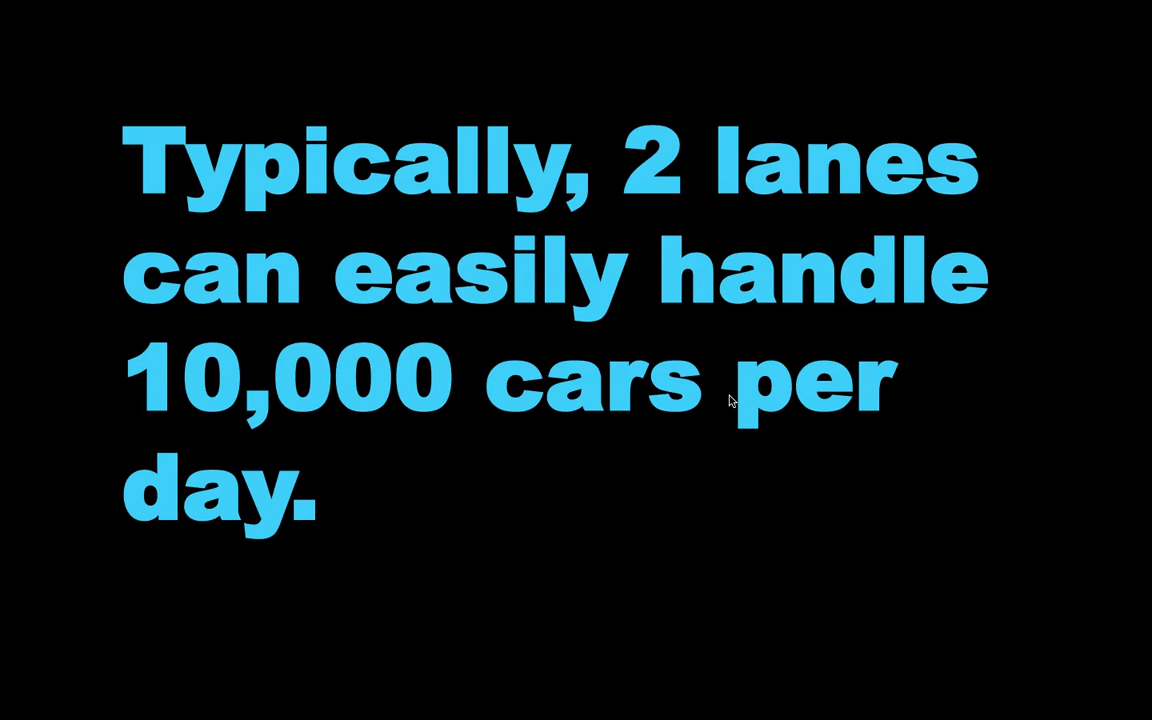 Typically, 2 lanes
can easily handle
10,000 cars per
day.